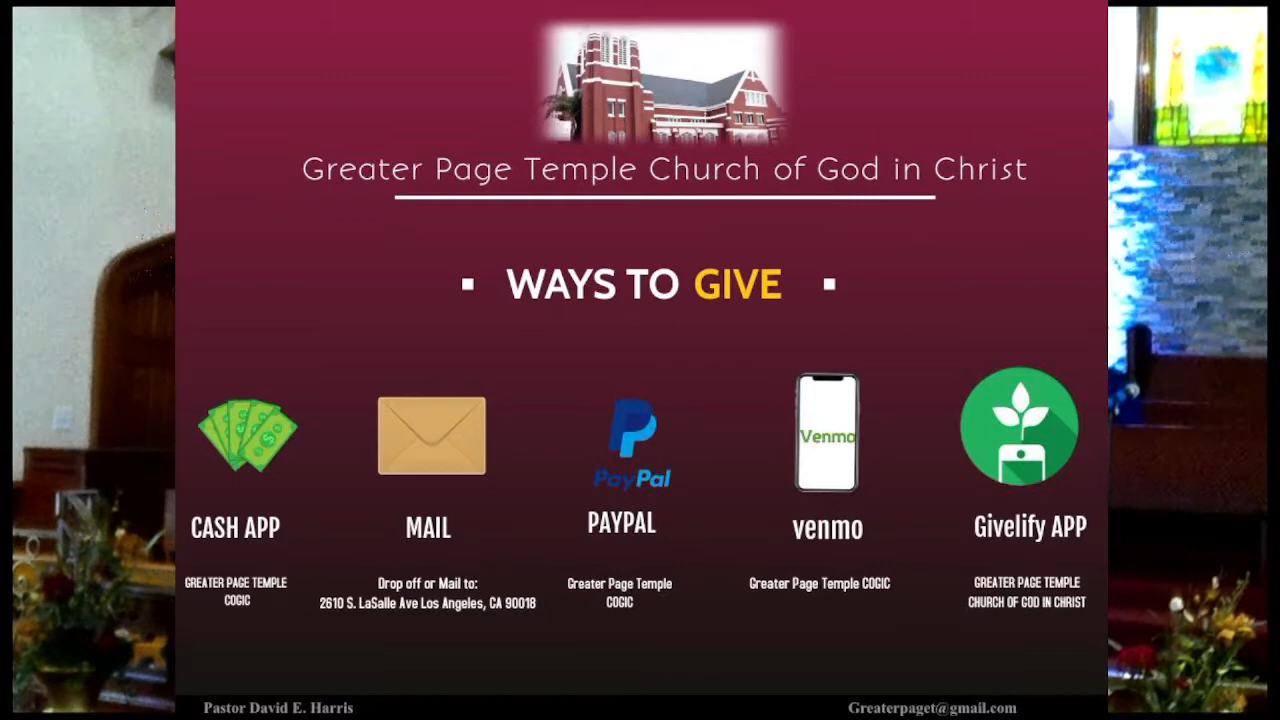 Greater Page Temple Church of God in Christ
WAYS TO GIVE
PayPal
Venmo
CASH APP
MAIL
PAYPAL
venmo
Givelify APP
GREATER PAGE TEMPLE
COGIC
Drop off or Mail to:
2610 S. LaSalle Ave Los Angeles, CA 90018
Greater Page Temple
COGIC
Greater Page Temple COGIC
GREATER PAGE TEMPLE
CHURCH OF GOD IN CHRIST
Pastor David E. Harris
Greaterpaget@gmail.com